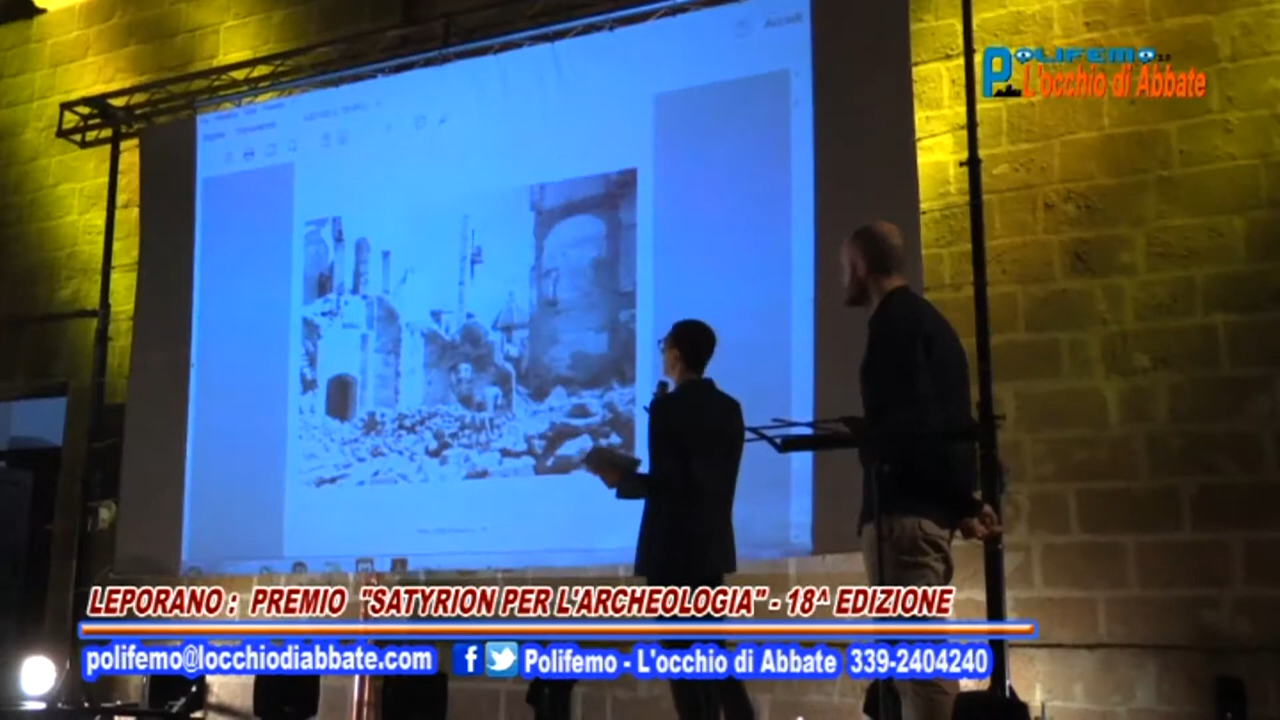 POLIFEMO
L'occhio di Abbate
Accedi
LEPORANO : PREMIO "SATYRION PER L'ARCHEOLOGIA" - 18^ EDIZIONE
polifemo@locchiodiabbate.com f Polifemo - L'occhio di Abbate 339-2404240